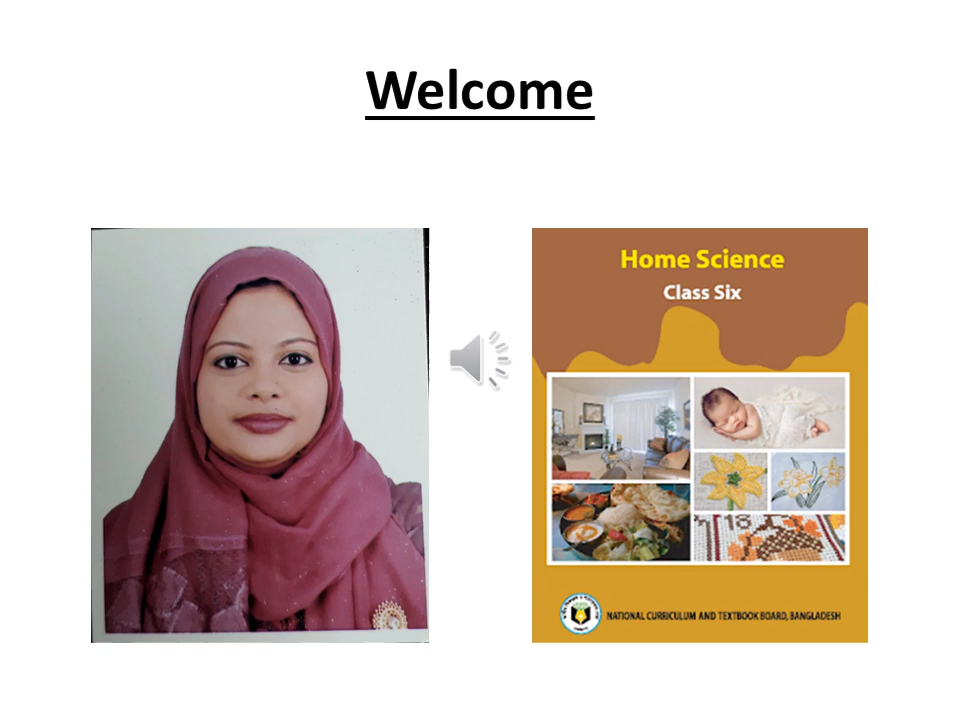 Welcome
Home Science
Class Six
NATIONAL CURRICULUM AND TEXTBOOK BOARD, BANGLADESH